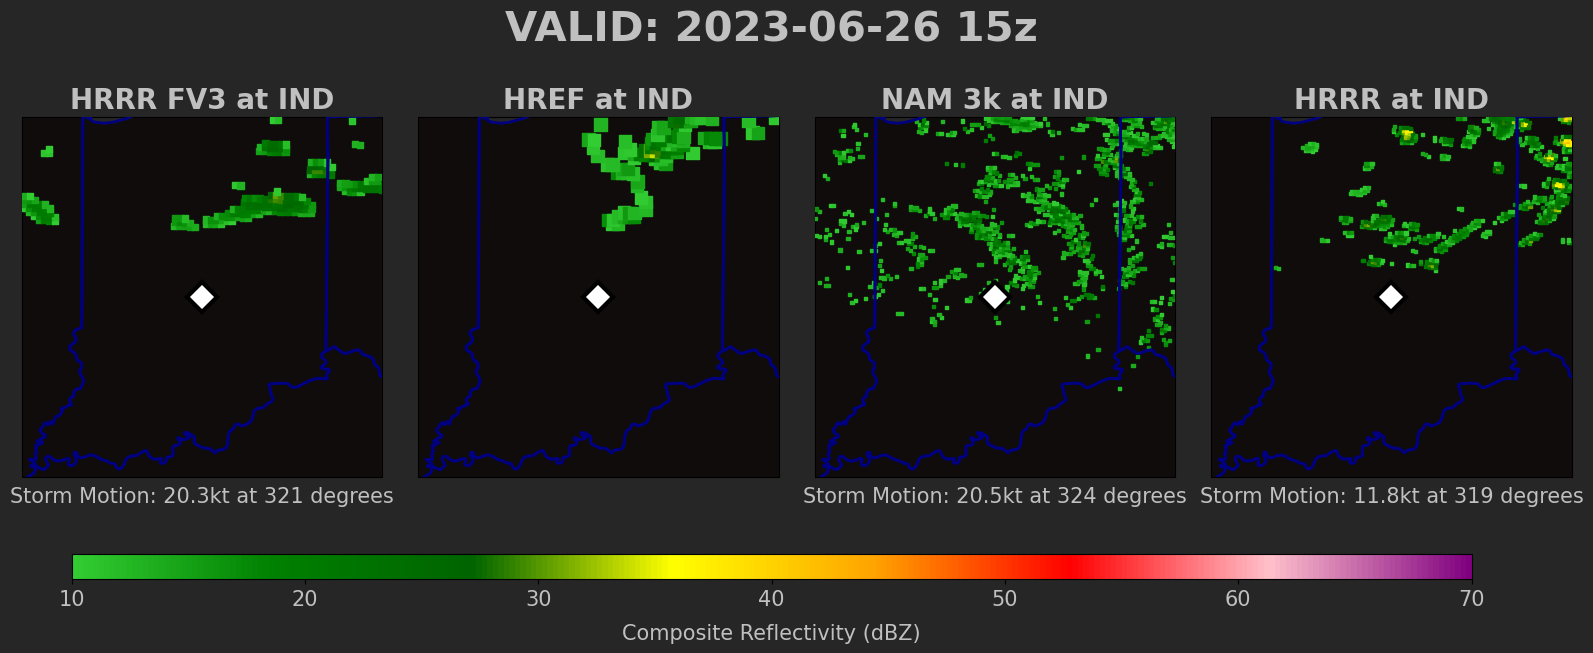 VALID: 2023-06-26 15z
HRRR FV3 at IND
HREF at IND
NAM 3k at IND
HRRR at IND
Storm Motion: 20.3kt at 321 degrees
Storm Motion: 20.5kt at 324 degrees
Storm Motion: 11.8kt at 319 degrees
10 20 30 40 50 60 70
Composite Reflectivity (dBZ)